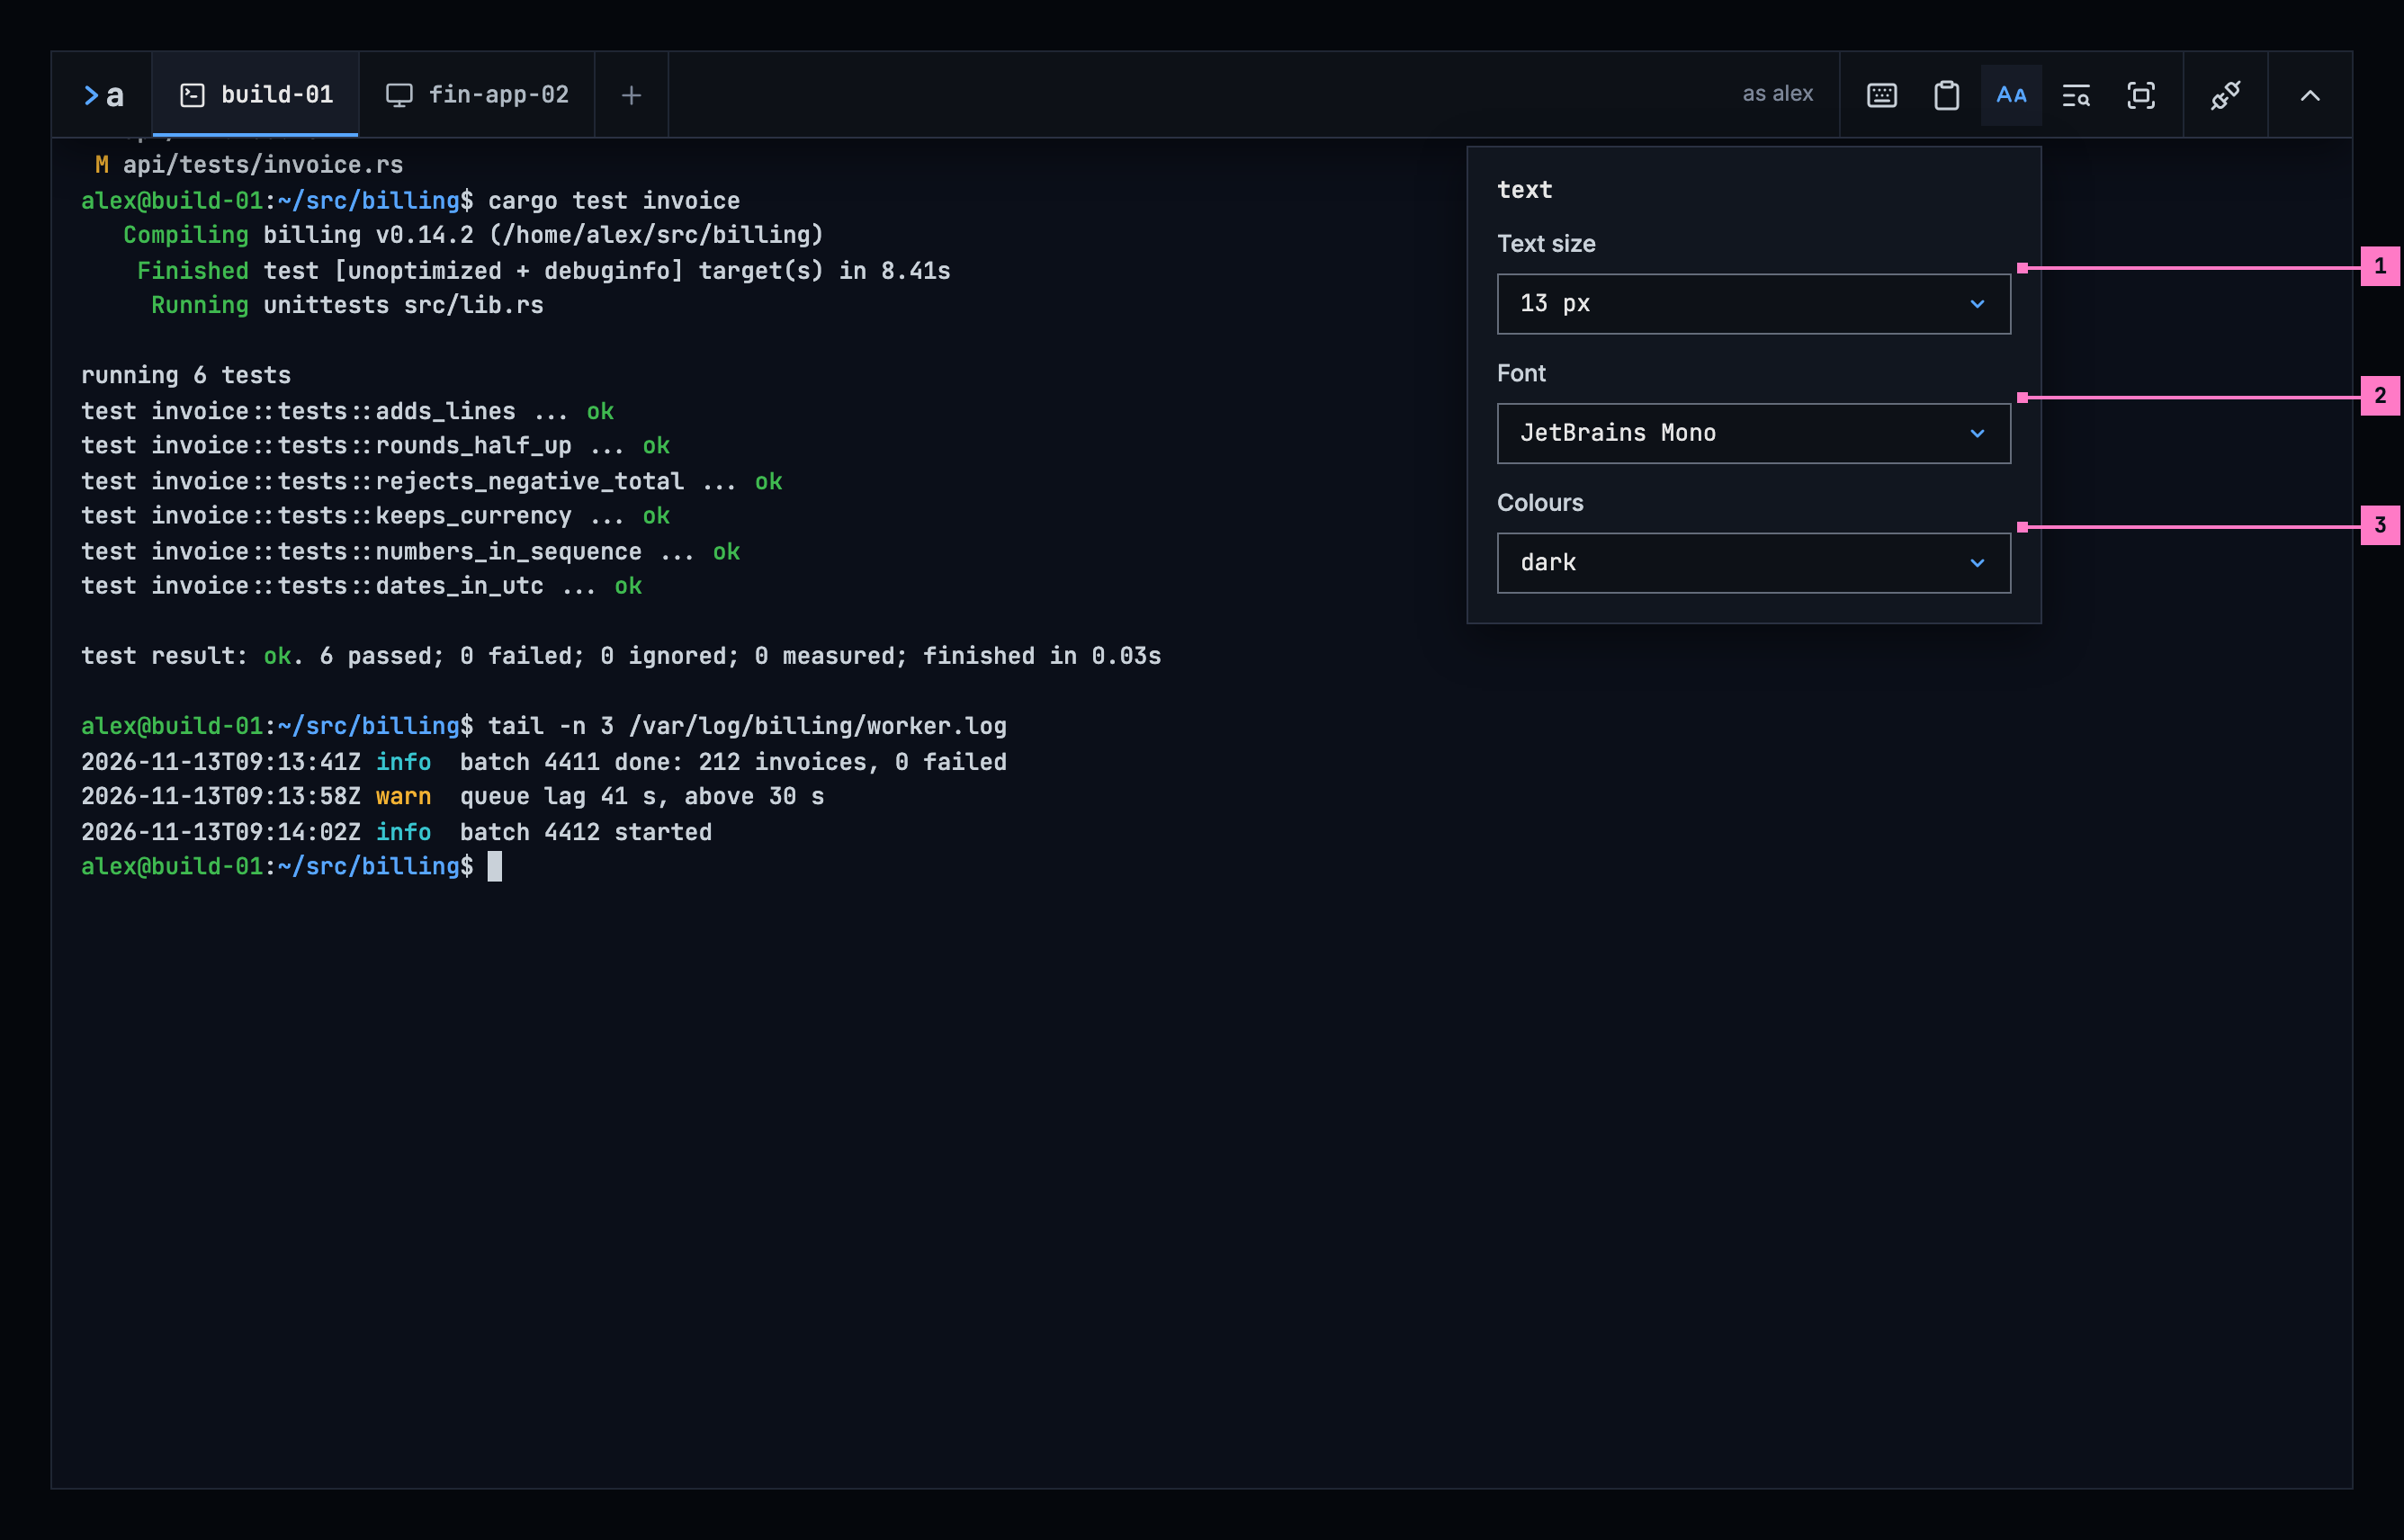 >a build-01 fin-app-02 + as alex AA
M api/tests/invoice.rs
alex@build-01:~/src/billing$ cargo test invoice
Compiling billing v0.14.2 (/home/alex/src/billing)
Finished test [unoptimized + debuginfo] target(s) in 8.41s
Running unittests src/lib.rs
running 6 tests
test invoice::tests::adds_lines ... ok
test invoice::tests::rounds_half_up ... ok
test invoice::tests::rejects_negative_total ... ok
test invoice::tests::keeps_currency ... ok
test invoice::tests::numbers_in_sequence ... ok
test invoice::tests::dates_in_utc ... ok
test result: ok. 6 passed; 0 failed; 0 ignored; 0 measured; finished in 0.03s
alex@build-01:~/src/billing$ tail -n 3 /var/log/billing/worker.log
2026-11-13T09:13:41Z info batch 4411 done: 212 invoices, 0 failed
2026-11-13T09:13:58Z warn queue lag 41 s, above 30 s
2026-11-13T09:14:02Z info batch 4412 started
alex@build-01:~/src/billing$
text
Text size
13 px
1
Font
JetBrains Mono
2
Colours
dark
3